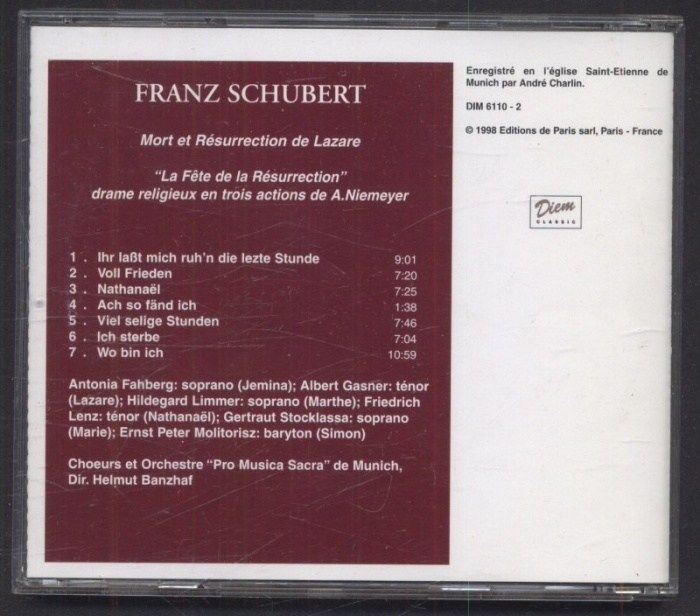 FRANZ SCHUBERT
Mort et Résurrection de Lazare
"La Fête de la Résurrection"
drame religieux en trois actions de A.Niemeyer
1 . Ihr laßt mich ruh'n die lezte Stunde 9:01
2 . Voll Frieden 7:20
3 . Nathanaël 7:25
4 . Ach so fänd ich 1:38
5 . Viel selige Stunden 7:46
6 . Ich sterbe 7:04
7 . Wo bin ich 10:59
Antonia Fahberg: soprano (Jemina); Albert Gasner: ténor
(Lazare); Hildegard Limmer: soprano (Marthe); Friedrich
Lenz: ténor (Nathanaël); Gertraut Stocklassa: soprano
(Marie); Ernst Peter Molitorisz: baryton (Simon)
Choeurs et Orchestre "Pro Musica Sacra" de Munich,
Dir. Helmut Banzhaf
Enregistré en l'église Saint-Etienne de
Munich par André Charlin.
DIM 6110 - 2
© 1998 Editions de Paris sarl, Paris - France
Diem
CLASSIC